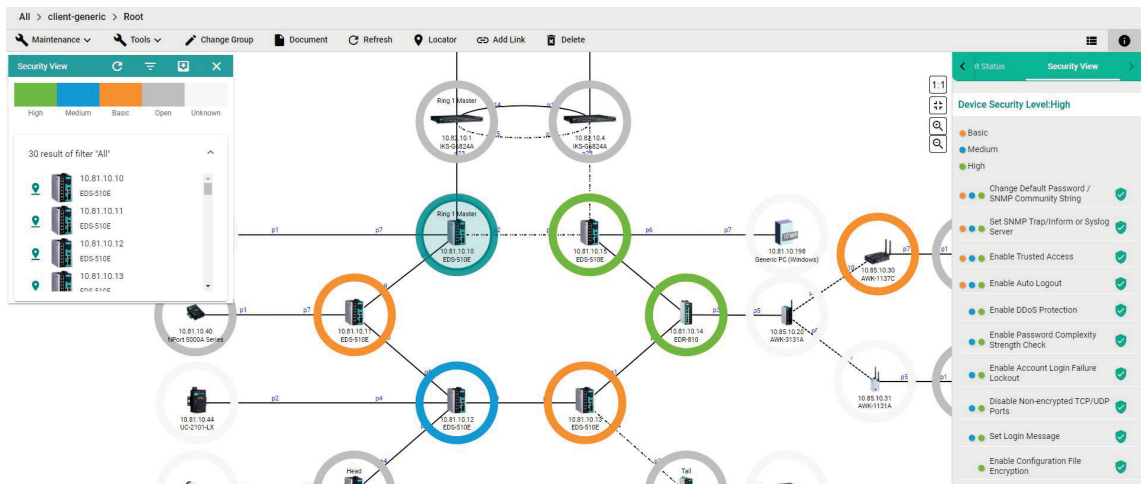 All > client-generic > Root
Maintenance
Tools
Change Group
Document
Refresh
Locator
Add Link
Delete
Security View
High
Medium
Basic
Open
Unknown
30 result of filter "All"
10.81.10.10
EDS-510E
10.81.10.11
EDS-510E
10.81.10.12
EDS-510E
10.81.10.13
EDS-510E
Ring 1 Master
10.82.10.1
IKS-G6824A
10.82.10.4
IKS-G6824A
Ring 1 Master
10.81.10.10
EDS-510E
10.81.10.15
EDS-510E
p1
p7
p6
p7
10.81.10.198
Generic PC (Windows)
10.85.10.30
AWK-1137C
p7
p1
10.81.10.40
NPort 5000A Series
p1
p7
10.81.10.11
EDS-510E
10.81.10.14
EDR-810
p5
10.85.10.20
AWK-3131A
10.85.10.31
AWK-1131A
p5
p1
10.81.10.44
UC-2101-LX
p2
p4
10.81.10.12
EDS-510E
10.81.10.13
EDS-510E
Head
Tail
1:1
Status
Security View
Device Security Level:High
Basic
Medium
High
Change Default Password /
SNMP Community String
Set SNMP Trap/Inform or Syslog
Server
Enable Trusted Access
Enable Auto Logout
Enable DDoS Protection
Enable Password Complexity
Strength Check
Enable Account Login Failure
Lockout
Disable Non-encrypted TCP/UDP
Ports
Set Login Message
Enable Configuration File
Encryption